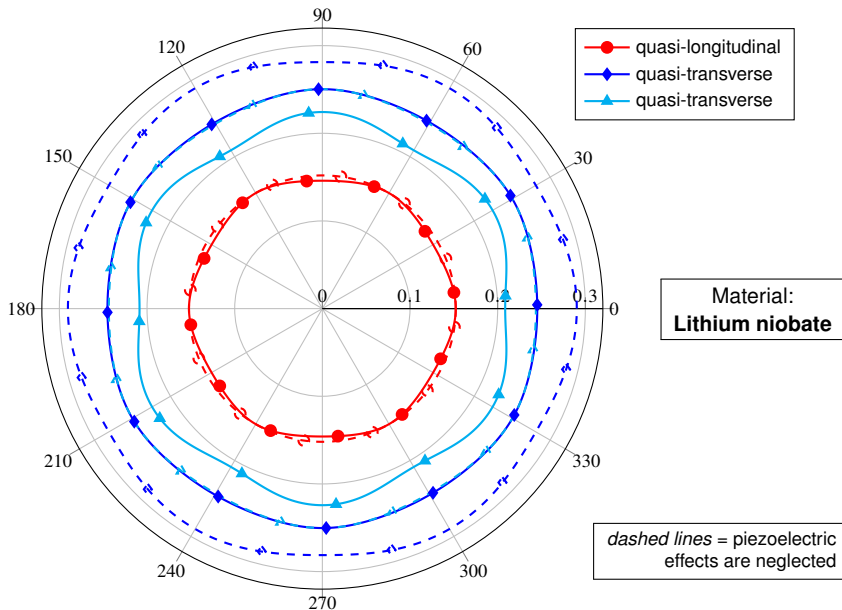 90
120
60
quasi-longitudinal
quasi-transverse
quasi-transverse
150
30
180
0
0.1
0.2
0.3
0
Material:
Lithium niobate
210
330
240
300
270
dashed lines = piezoelectric
effects are neglected